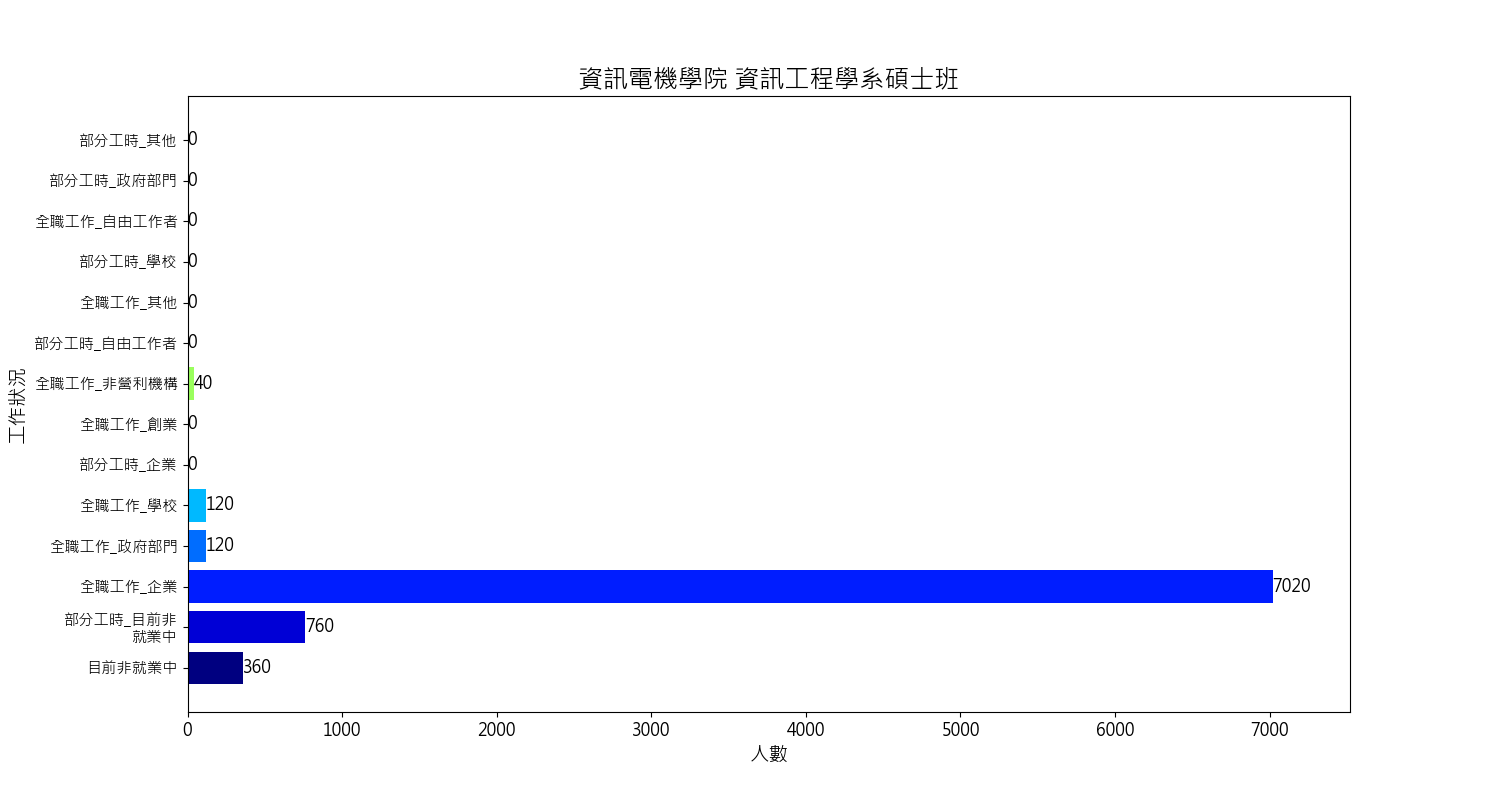 資訊電機學院 資訊工程學系碩士班
部分工時_其他 0
部分工時_政府部門 0
全職工作_自由工作者 0
部分工時_學校 0
全職工作_其他 0
部分工時_自由工作者 0
全職工作_非營利機構 40
全職工作_創業 0
部分工時_企業 0
全職工作_學校 120
全職工作_政府部門 120
全職工作_企業 7020
部分工時_目前非
就業中 760
目前非就業中 360
工作狀況
0 1000 2000 3000 4000 5000 6000 7000
人數